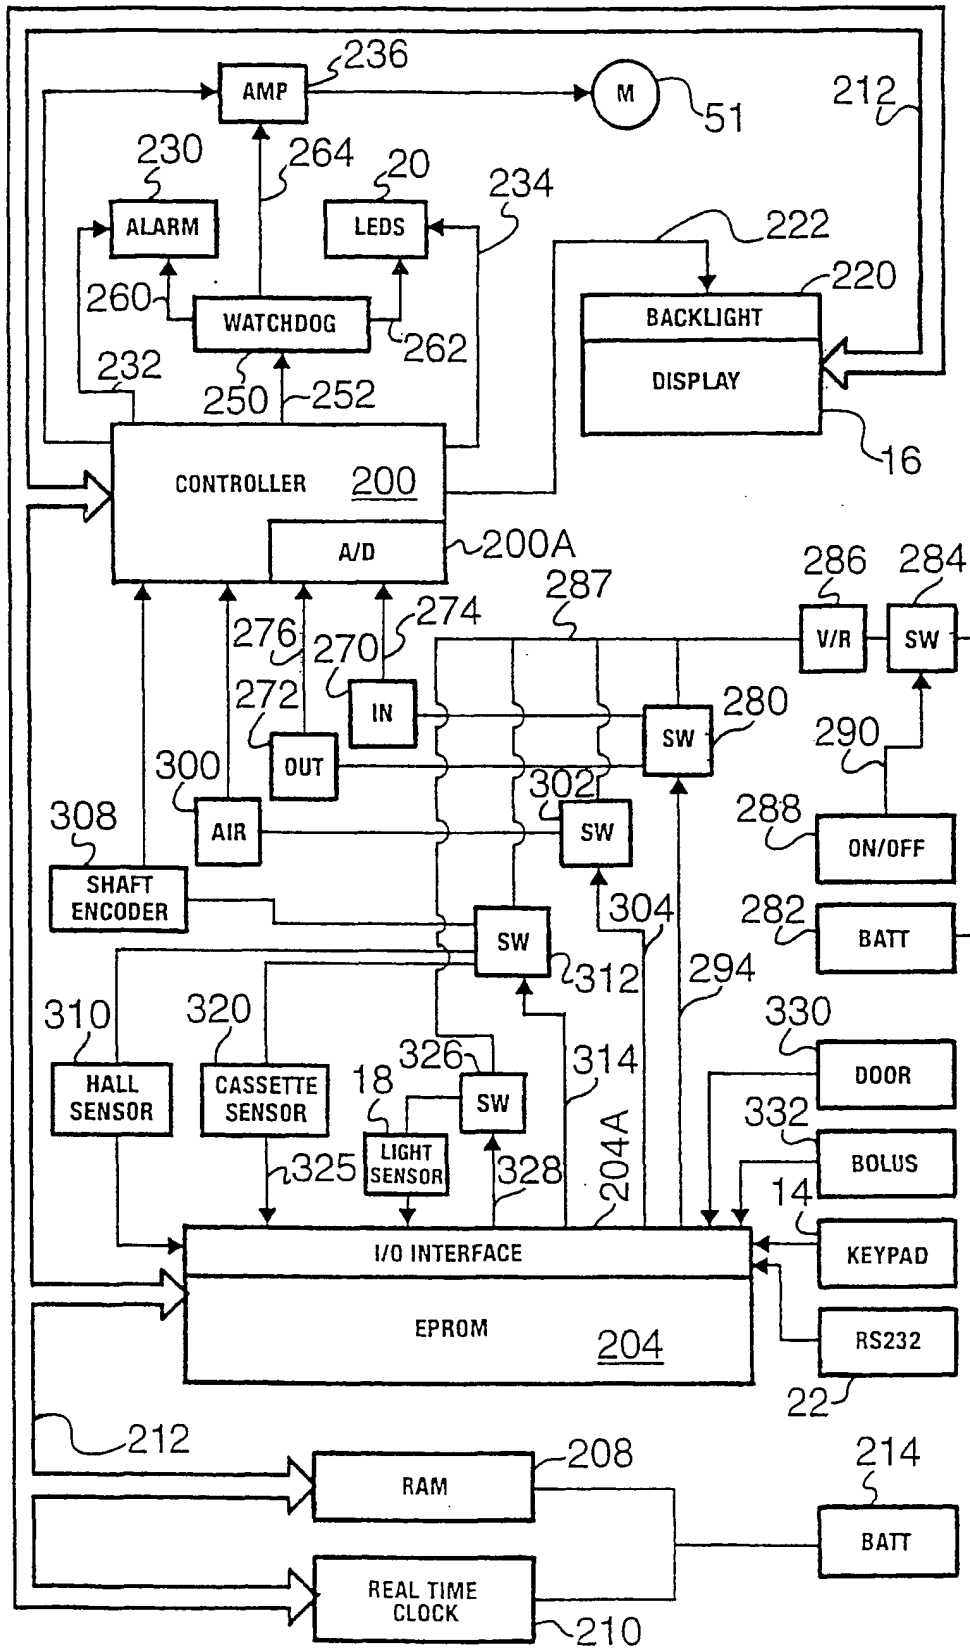 236
AMP
M
51
212
230
264
20
234
ALARM
LEDS
222
220
260
WATCHDOG
262
BACKLIGHT
232
250
252
DISPLAY
16
CONTROLLER
200
A/D
200A
286
284
287
276
270
274
V/R
SW
272
IN
280
SW
290
OUT
300
302
308
AIR
SW
288
ON/OFF
SHAFT
ENCODER
304
282
BATT
SW
312
294
310
320
326
314
330
HALL
SENSOR
CASSETTE
SENSOR
18
SW
DOOR
332
LIGHT
SENSOR
204A
BOLUS
325
328
14
I/O INTERFACE
KEYPAD
EPROM
204
RS232
22
212
208
214
RAM
BATT
REAL TIME
CLOCK
210